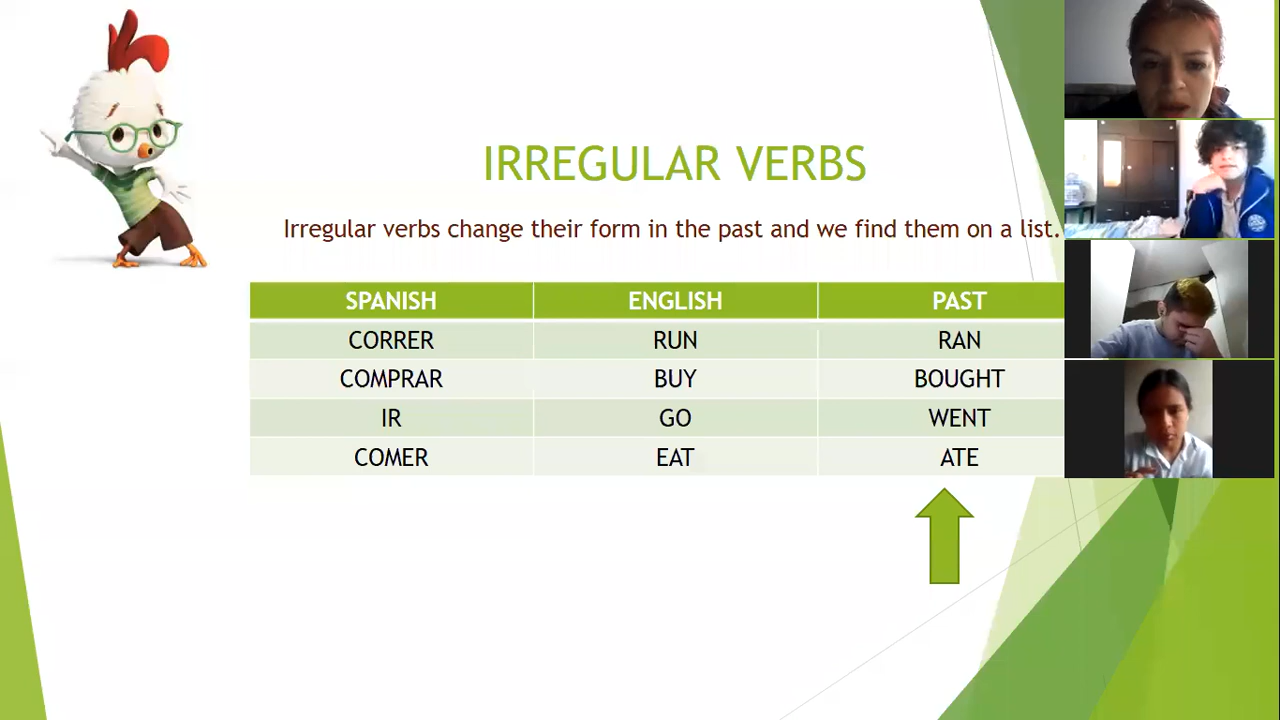 IRREGULAR VERBS
Irregular verbs change their form in the past and we find them on a list.
SPANISH ENGLISH PAST
CORRER RUN RAN
COMPRAR BUY BOUGHT
IR GO WENT
COMER EAT ATE